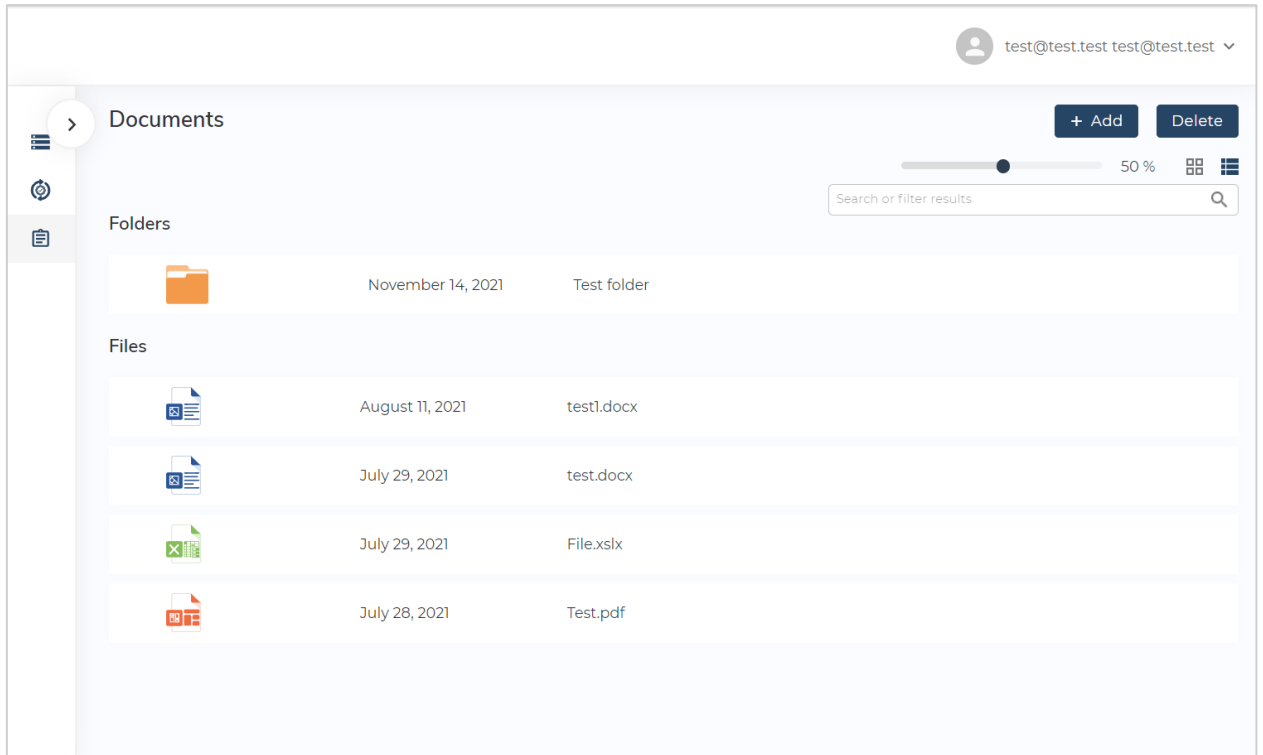 test@test.test test@test.test
Documents
+ Add
Delete
50 %
Search or filter results
Folders
November 14, 2021 Test folder
Files
August 11, 2021 test1.docx
July 29, 2021 test.docx
July 29, 2021 File.xslx
July 28, 2021 Test.pdf